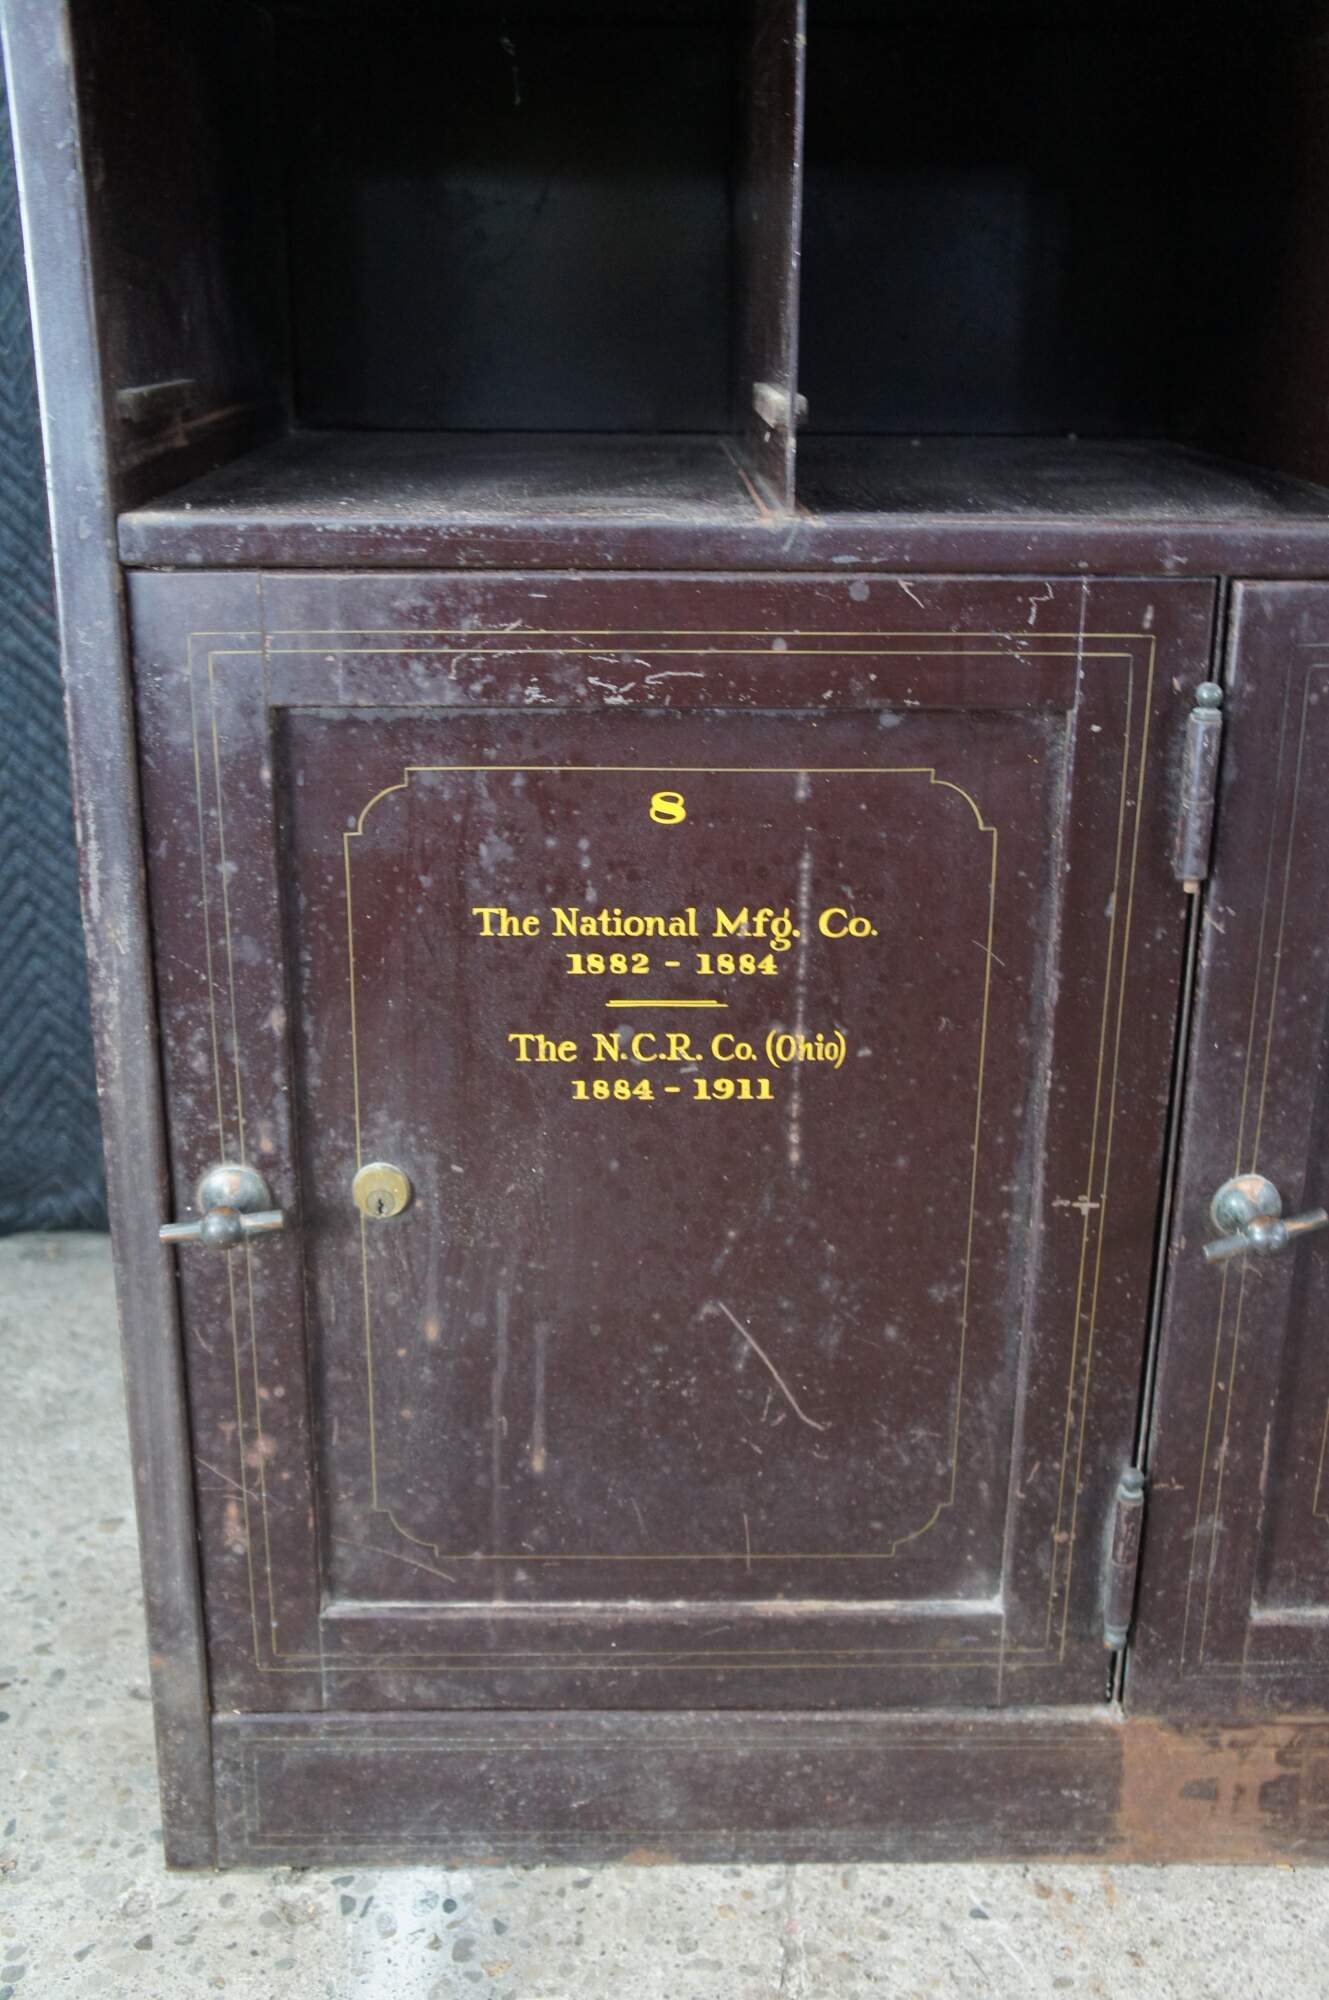 8
The National Mfg. Co.
1882 - 1884
The N.C.R. Co. (Ohio)
1884 - 1911